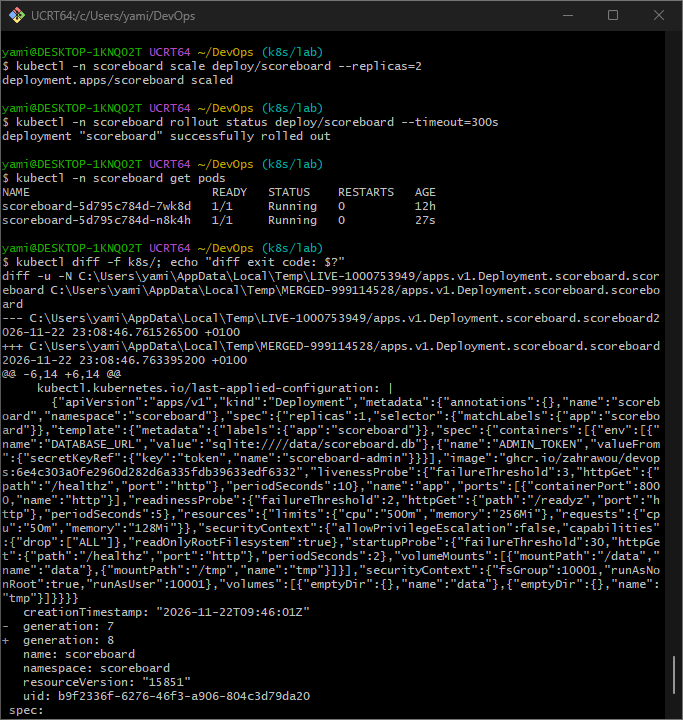 UCRT64:/c/Users/yami/DevOps
yami@DESKTOP-1KNQO2T UCRT64 ~/DevOps (k8s/lab)
$ kubectl -n scoreboard scale deploy/scoreboard --replicas=2
deployment.apps/scoreboard scaled
yami@DESKTOP-1KNQO2T UCRT64 ~/DevOps (k8s/lab)
$ kubectl -n scoreboard rollout status deploy/scoreboard --timeout=300s
deployment "scoreboard" successfully rolled out
yami@DESKTOP-1KNQO2T UCRT64 ~/DevOps (k8s/lab)
$ kubectl -n scoreboard get pods
NAME                          READY   STATUS    RESTARTS   AGE
scoreboard-5d795c784d-7wk8d   1/1     Running   0          12h
scoreboard-5d795c784d-n8k4h   1/1     Running   0          27s
yami@DESKTOP-1KNQO2T UCRT64 ~/DevOps (k8s/lab)
$ kubectl diff -f k8s/; echo "diff exit code: $?"
diff -u -N C:\Users\yami\AppData\Local\Temp\LIVE-1000753949/apps.v1.Deployment.scoreboard.scor
eboard C:\Users\yami\AppData\Local\Temp\MERGED-999114528/apps.v1.Deployment.scoreboard.scorebo
ard
--- C:\Users\yami\AppData\Local\Temp\LIVE-1000753949/apps.v1.Deployment.scoreboard.scoreboard2
026-11-22 23:08:46.761526500 +0100
+++ C:\Users\yami\AppData\Local\Temp\MERGED-999114528/apps.v1.Deployment.scoreboard.scoreboard
2026-11-22 23:08:46.763395200 +0100
@@ -6,14 +6,14 @@
     kubectl.kubernetes.io/last-applied-configuration: |
       {"apiVersion":"apps/v1","kind":"Deployment","metadata":{"annotations":{},"name":"scorebo
ard","namespace":"scoreboard"},"spec":{"replicas":1,"selector":{"matchLabels":{"app":"scoreboa
rd"}},"template":{"metadata":{"labels":{"app":"scoreboard"}},"spec":{"containers":[{"env":[{"
name":"DATABASE_URL","value":"sqlite:////data/scoreboard.db"},{"name":"ADMIN_TOKEN","valueFrom
":{"secretKeyRef":{"key":"token","name":"scoreboard-admin"}}}],"image":"ghcr.io/zahrawou/devop
s:6e4c303a0fe2960d282d6a335fdb39633edf6332","livenessProbe":{"failureThreshold":3,"httpGet":{"
path":"/healthz","port":"http"},"periodSeconds":10},"name":"app","ports":[{"containerPort":800
0,"name":"http"}],"readinessProbe":{"failureThreshold":2,"httpGet":{"path":"/readyz","port":"h
ttp"},"periodSeconds":5},"resources":{"limits":{"cpu":"500m","memory":"256Mi"},"requests":{"cp
u":"50m","memory":"128Mi"}},"securityContext":{"allowPrivilegeEscalation":false,"capabilities"
:{"drop":["ALL"]},"readOnlyRootFilesystem":true},"startupProbe":{"failureThreshold":30,"httpGe
t":{"path":"/healthz","port":"http"},"periodSeconds":2},"volumeMounts":[{"mountPath":"/data","
name":"data"},{"mountPath":"/tmp","name":"tmp"}]}],"securityContext":{"fsGroup":10001,"runAsNo
nRoot":true,"runAsUser":10001},"volumes":[{"emptyDir":{},"name":"data"},{"emptyDir":{},"name":
"tmp"}]}}}}
   creationTimestamp: "2026-11-22T09:46:01Z"
-  generation: 7
+  generation: 8
   name: scoreboard
   namespace: scoreboard
   resourceVersion: "15851"
   uid: b9f2336f-6276-46f3-a906-804c3d79da20
 spec: